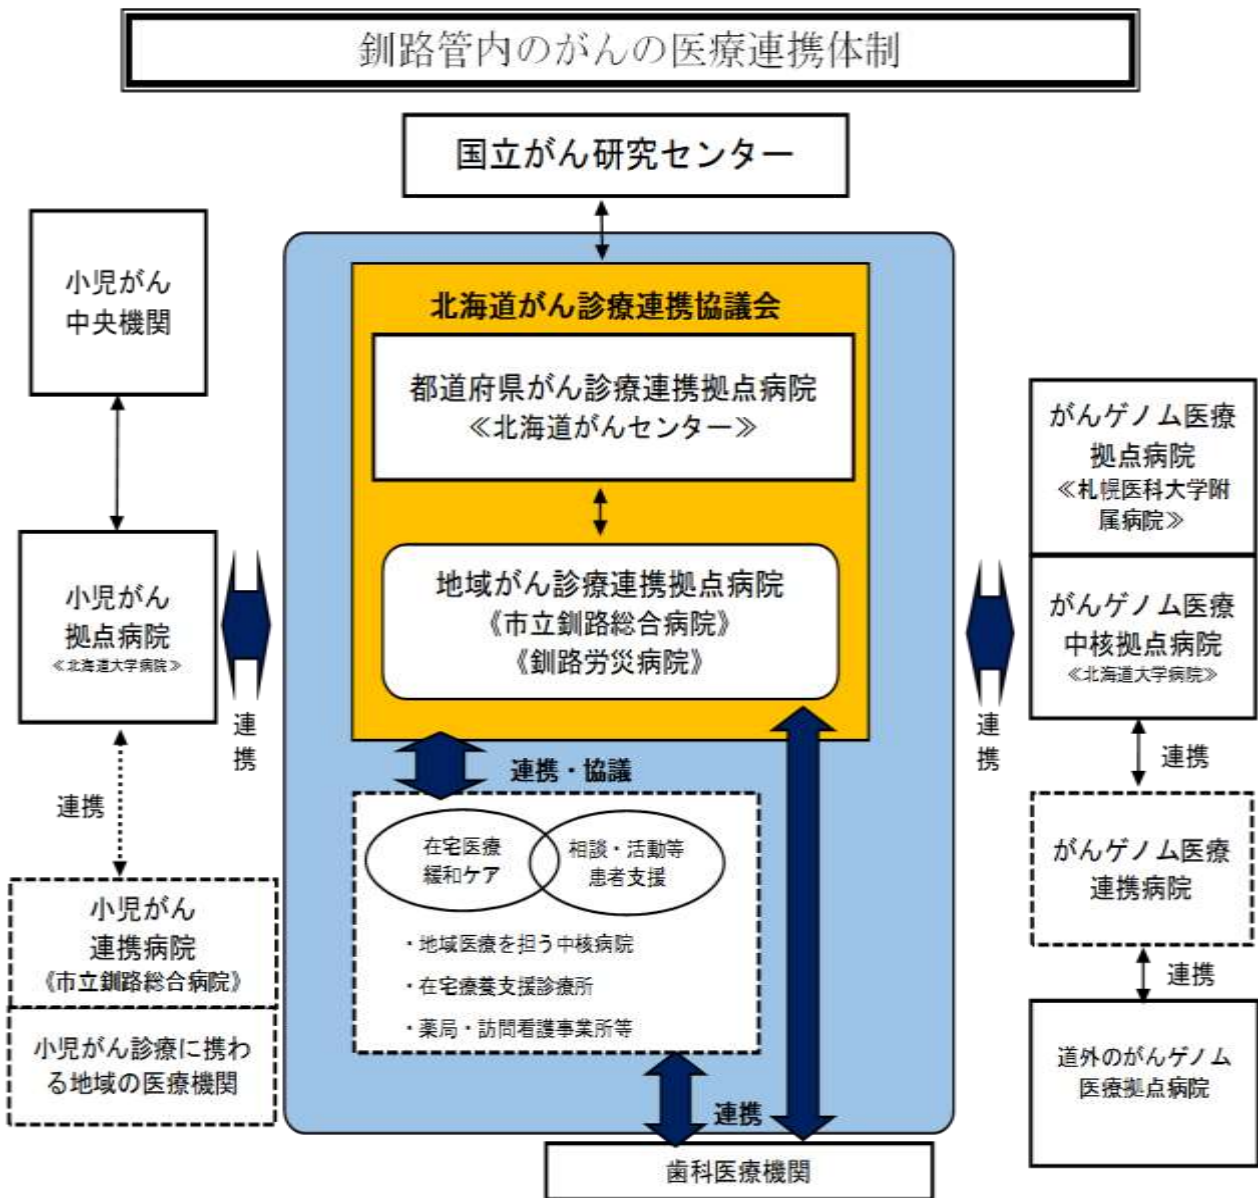 釧路管内のがんの医療連携体制
国立がん研究センター
小児がん
中央機関
北海道がん診療連携協議会
都道府県がん診療連携拠点病院
≪北海道がんセンター≫
がんゲノム医療
拠点病院
≪札幌医科大学附
属病院≫
小児がん
拠点病院
≪北海道大学病院≫
連
携
地域がん診療連携拠点病院
《市立釧路総合病院》
《釧路労災病院》
連
携
がんゲノム医療
中核拠点病院
≪北海道大学病院≫
連携
連携・協議
連携
在宅医療
緩和ケア
相談・活動等
患者支援
・地域医療を担う中核病院
・在宅療養支援診療所
・薬局・訪問看護事業所等
小児がん
連携病院
《市立釧路総合病院》
小児がん診療に携わ
る地域の医療機関
がんゲノム医療
連携病院
連携
道外のがんゲノム
医療拠点病院
連携
歯科医療機関